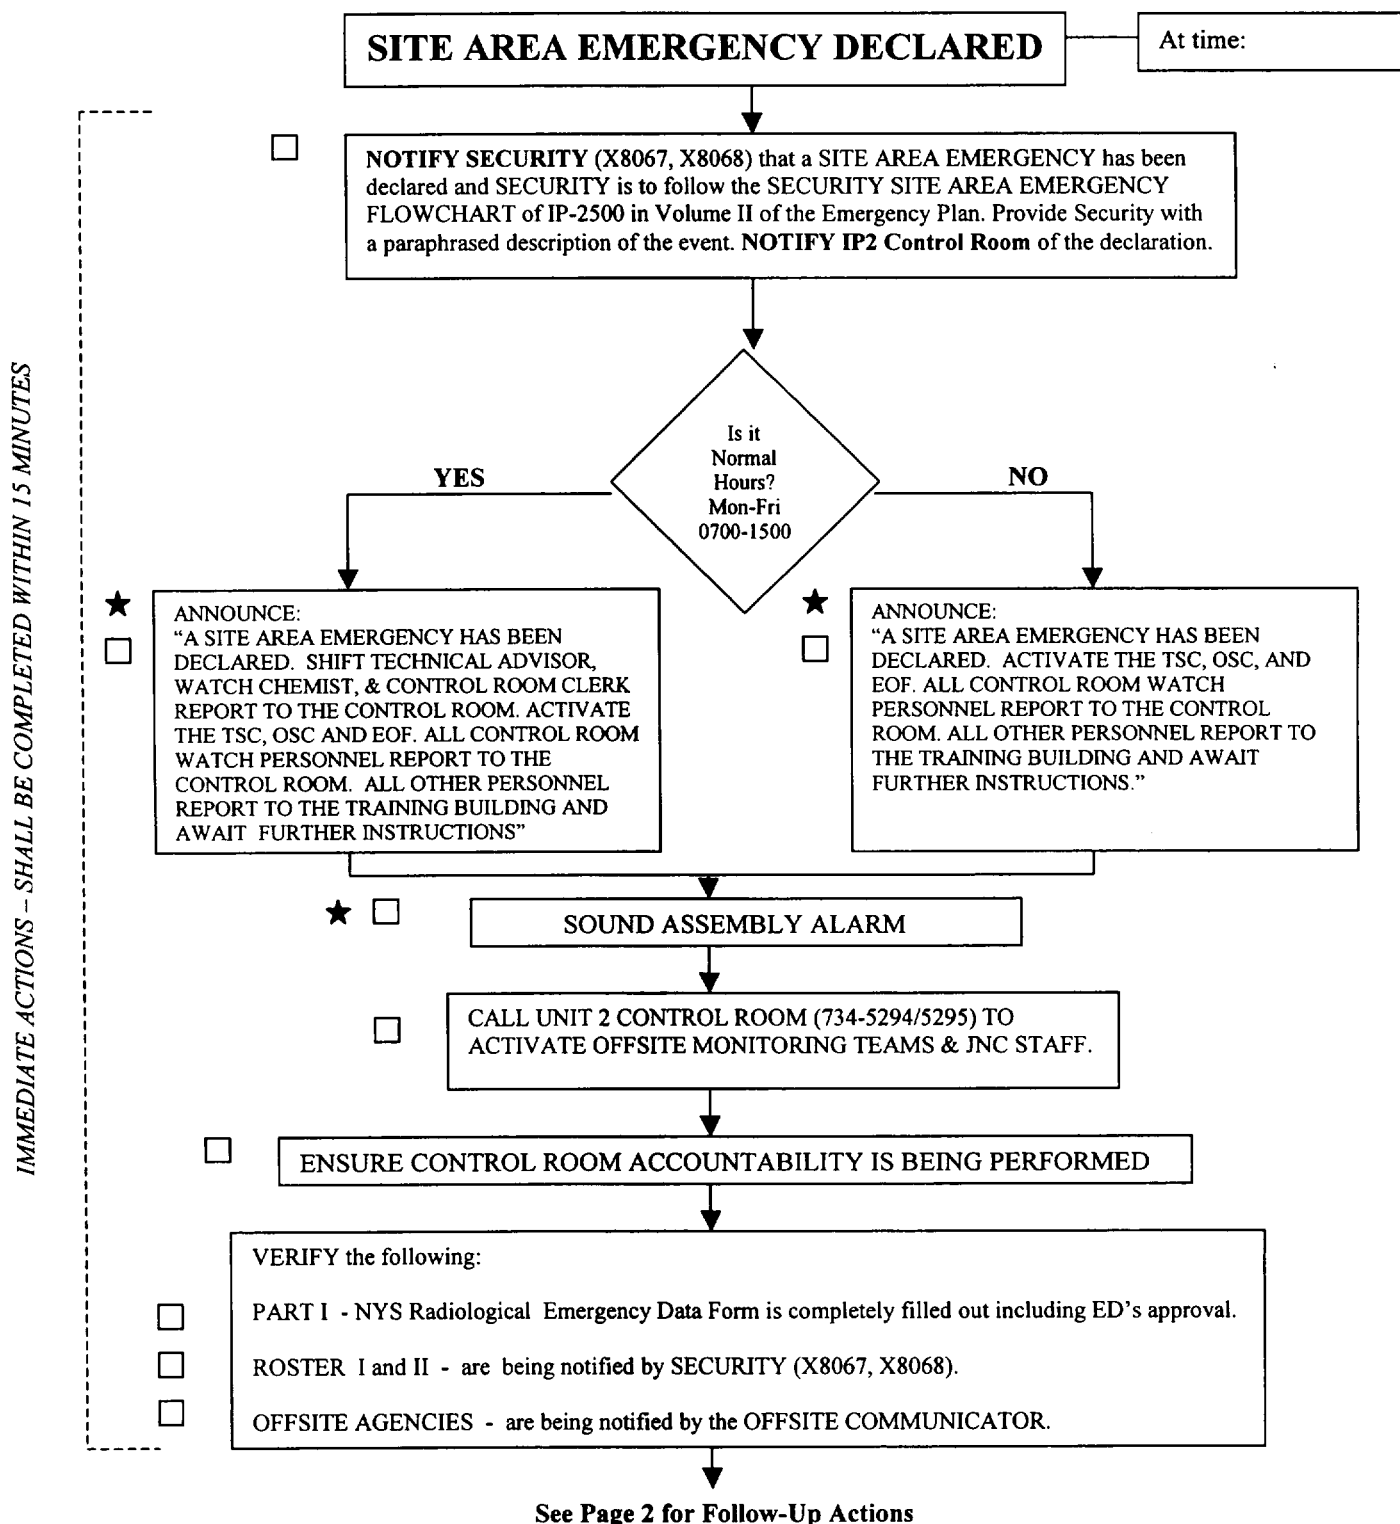 SITE AREA EMERGENCY DECLARED
At time:
NOTIFY SECURITY (X8067, X8068) that a SITE AREA EMERGENCY has been
declared and SECURITY is to follow the SECURITY SITE AREA EMERGENCY
FLOWCHART of IP-2500 in Volume II of the Emergency Plan. Provide Security with
a paraphrased description of the event. NOTIFY IP2 Control Room of the declaration.
IMMEDIATE ACTIONS – SHALL BE COMPLETED WITHIN 15 MINUTES
Is it
Normal
Hours?
Mon-Fri
0700-1500
YES
NO
ANNOUNCE:
“A SITE AREA EMERGENCY HAS BEEN
DECLARED. SHIFT TECHNICAL ADVISOR,
WATCH CHEMIST, & CONTROL ROOM CLERK
REPORT TO THE CONTROL ROOM. ACTIVATE
THE TSC, OSC AND EOF. ALL CONTROL ROOM
WATCH PERSONNEL REPORT TO THE
CONTROL ROOM. ALL OTHER PERSONNEL
REPORT TO THE TRAINING BUILDING AND
AWAIT FURTHER INSTRUCTIONS”
ANNOUNCE:
“A SITE AREA EMERGENCY HAS BEEN
DECLARED. ACTIVATE THE TSC, OSC, AND
EOF. ALL CONTROL ROOM WATCH
PERSONNEL REPORT TO THE CONTROL
ROOM. ALL OTHER PERSONNEL REPORT TO
THE TRAINING BUILDING AND AWAIT
FURTHER INSTRUCTIONS.”
SOUND ASSEMBLY ALARM
CALL UNIT 2 CONTROL ROOM (734-5294/5295) TO
ACTIVATE OFFSITE MONITORING TEAMS & JNC STAFF.
ENSURE CONTROL ROOM ACCOUNTABILITY IS BEING PERFORMED
VERIFY the following:
PART I - NYS Radiological Emergency Data Form is completely filled out including ED’s approval.
ROSTER I and II - are being notified by SECURITY (X8067, X8068).
OFFSITE AGENCIES - are being notified by the OFFSITE COMMUNICATOR.
See Page 2 for Follow-Up Actions